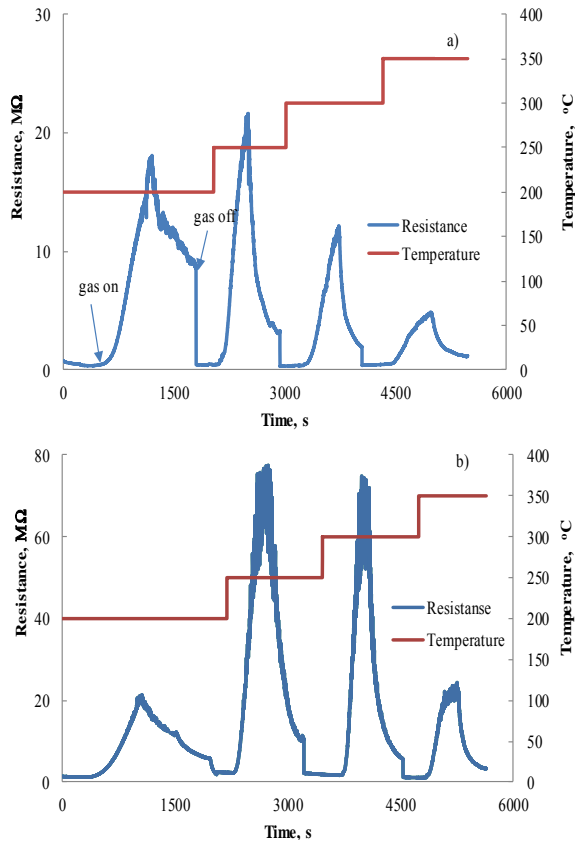 a)
30
20
10
0
Resistance, MΩ
400
350
300
250
200
150
100
50
0
Temperature, °C
gas on
gas off
Resistance
Temperature
0 1500 3000 4500 6000
Time, s
b)
80
60
40
20
0
Resistance, MΩ
400
350
300
250
200
150
100
50
0
Temperature, °C
Resistanse
Temperature
0 1500 3000 4500 6000
Time, s